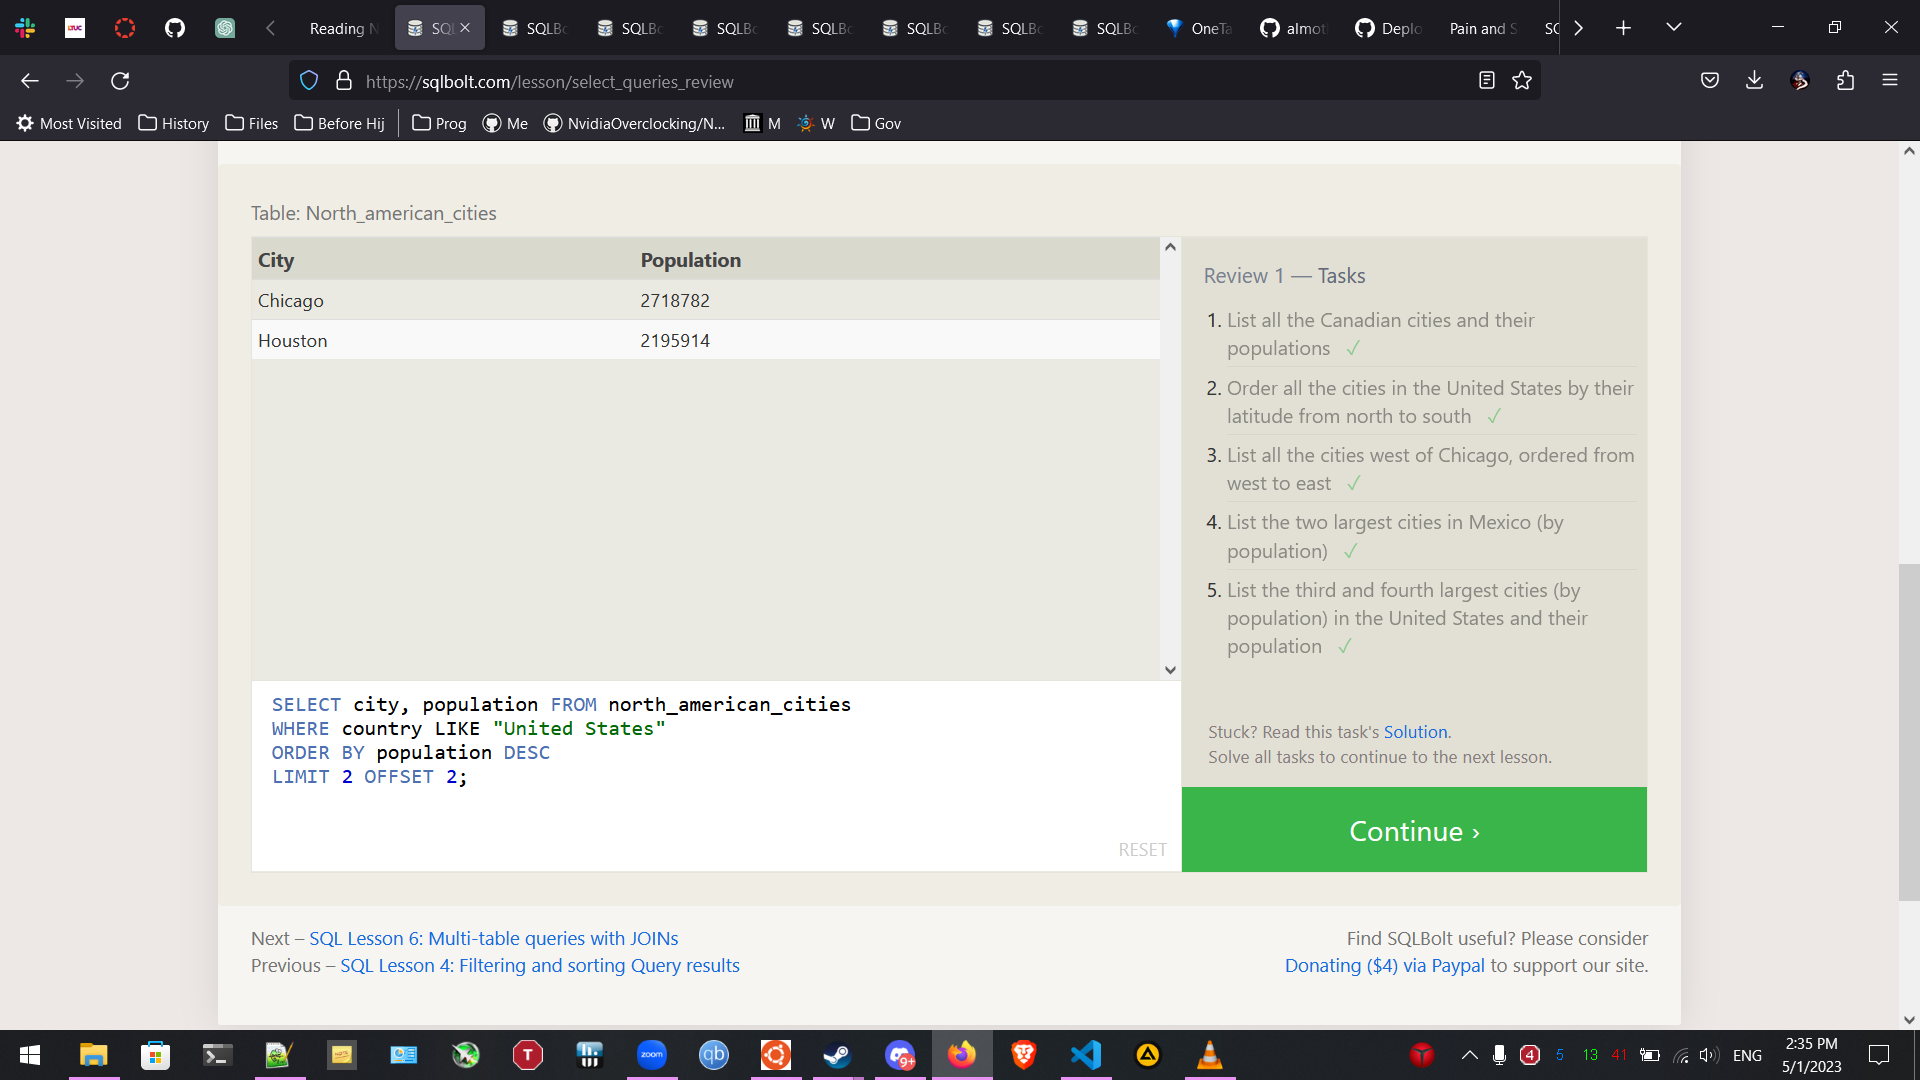 Reading N
SQL
SQLBo
SQLBo
SQLBo
SQLBo
SQLBo
SQLBo
SQLBo
OneTa
almot
Deplo
Pain and S
SC
https://sqlbolt.com/lesson/select_queries_review
Most Visited
History
Files
Before Hij
Prog
Me
NvidiaOverclocking/N...
M
W
Gov
Table: North_american_cities
City Population
Chicago 2718782
Houston 2195914
Review 1 — Tasks
1. List all the Canadian cities and their
populations ✓
2. Order all the cities in the United States by their
latitude from north to south ✓
3. List all the cities west of Chicago, ordered from
west to east ✓
4. List the two largest cities in Mexico (by
population) ✓
5. List the third and fourth largest cities (by
population) in the United States and their
population ✓
SELECT city, population FROM north_american_cities
WHERE country LIKE "United States"
ORDER BY population DESC
LIMIT 2 OFFSET 2;
RESET
Stuck? Read this task's Solution.
Solve all tasks to continue to the next lesson.
Continue ›
Next – SQL Lesson 6: Multi-table queries with JOINs
Previous – SQL Lesson 4: Filtering and sorting Query results
Find SQLBolt useful? Please consider
Donating ($4) via Paypal to support our site.
T
zoom
qb
9+
4
5
13
41
ENG
2:35 PM
5/1/2023